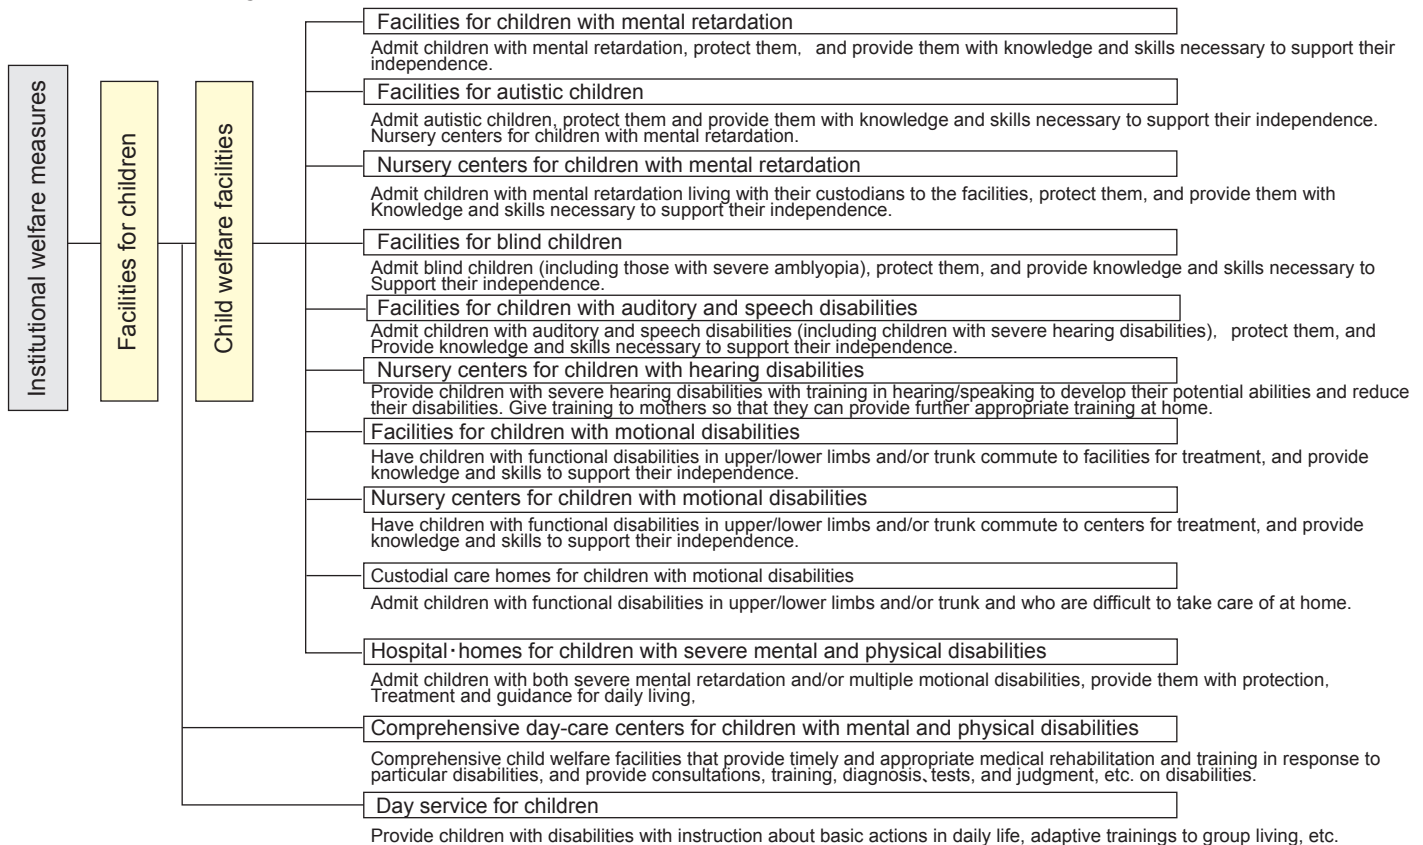 Institutional welfare measures
Facilities for children
Child welfare facilities
Facilities for children with mental retardation
Admit children with mental retardation, protect them, and provide them with knowledge and skills necessary to support their
independence.
Facilities for autistic children
Admit autistic children, protect them and provide them with knowledge and skills necessary to support their independence.
Nursery centers for children with mental retardation.
Nursery centers for children with mental retardation
Admit children with mental retardation living with their custodians to the facilities, protect them, and provide them with
Knowledge and skills necessary to support their independence.
Facilities for blind children
Admit blind children (including those with severe amblyopia), protect them, and provide knowledge and skills necessary to
Support their independence.
Facilities for children with auditory and speech disabilities
Admit children with auditory and speech disabilities (including children with severe hearing disabilities), protect them, and
Provide knowledge and skills necessary to support their independence.
Nursery centers for children with hearing disabilities
Provide children with severe hearing disabilities with training in hearing/speaking to develop their potential abilities and reduce
their disabilities. Give training to mothers so that they can provide further appropriate training at home.
Facilities for children with motional disabilities
Have children with functional disabilities in upper/lower limbs and/or trunk commute to facilities for treatment, and provide
knowledge and skills to support their independence.
Nursery centers for children with motional disabilities
Have children with functional disabilities in upper/lower limbs and/or trunk commute to centers for treatment, and provide
knowledge and skills to support their independence.
Custodial care homes for children with motional disabilities
Admit children with functional disabilities in upper/lower limbs and/or trunk and who are difficult to take care of at home.
Hospital・homes for children with severe mental and physical disabilities
Admit children with both severe mental retardation and/or multiple motional disabilities, provide them with protection,
Treatment and guidance for daily living,
Comprehensive day-care centers for children with mental and physical disabilities
Comprehensive child welfare facilities that provide timely and appropriate medical rehabilitation and training in response to
particular disabilities, and provide consultations, training, diagnosis、tests, and judgment, etc. on disabilities.
Day service for children
Provide children with disabilities with instruction about basic actions in daily life, adaptive trainings to group living, etc.